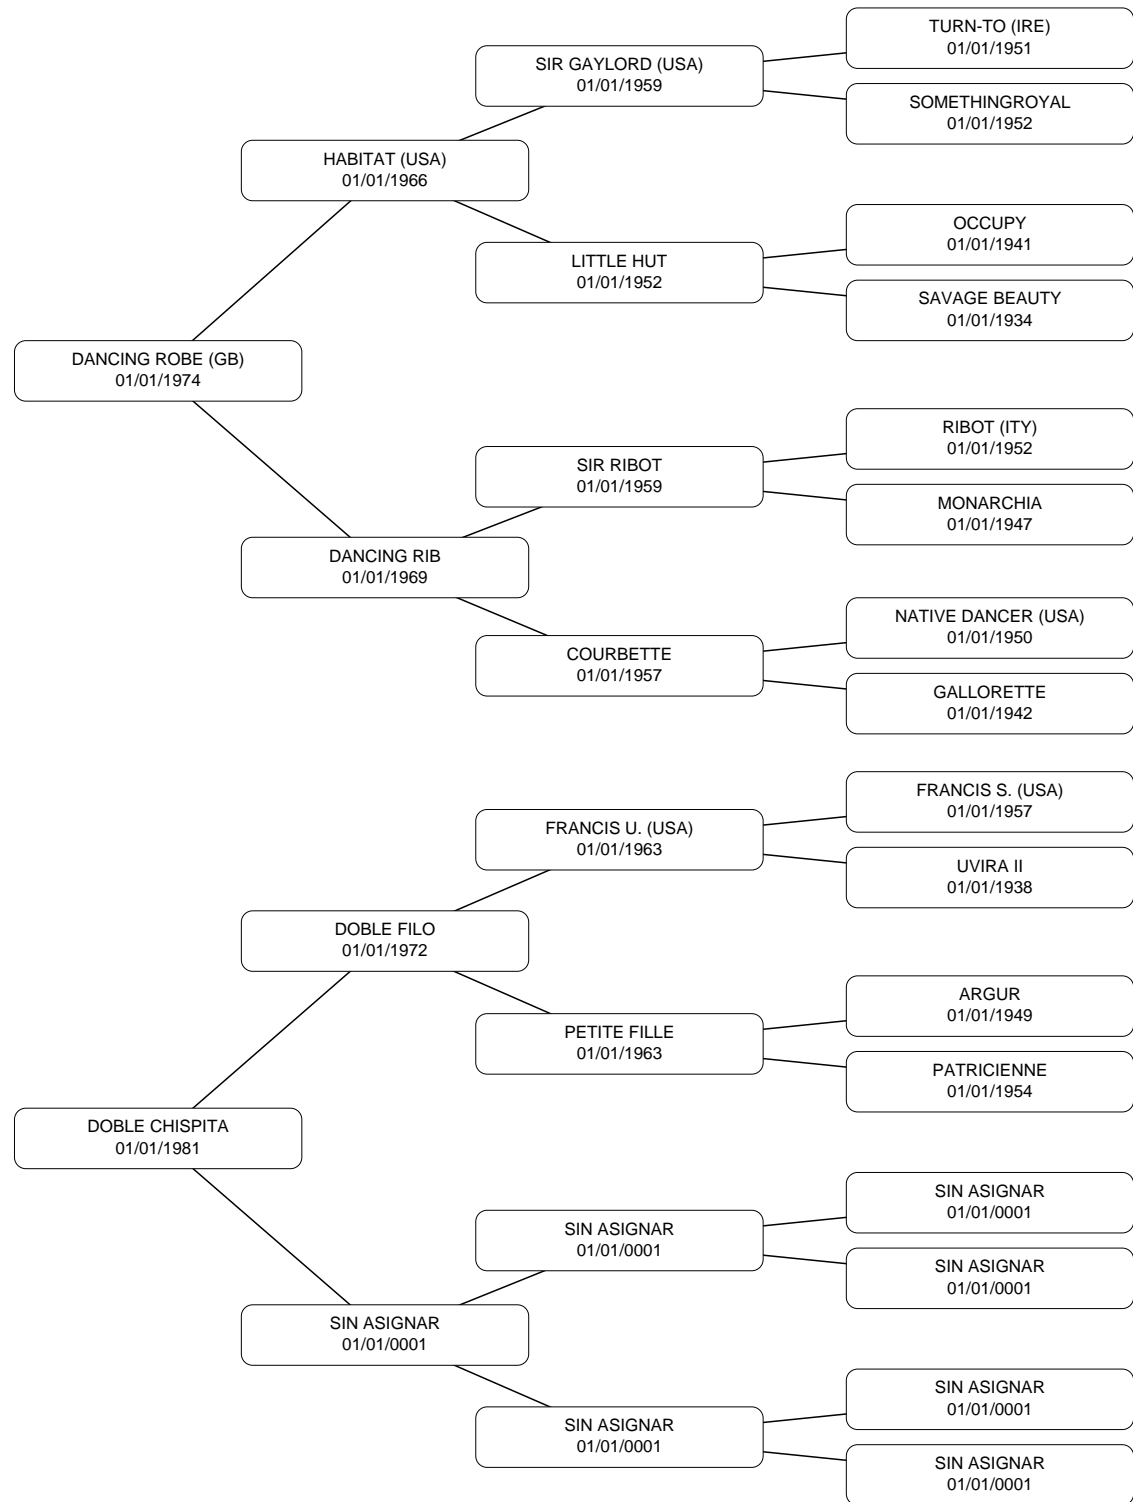 TURN-TO (IRE)
01/01/1951
SIR GAYLORD (USA)
01/01/1959
SOMETHINGROYAL
01/01/1952
HABITAT (USA)
01/01/1966
OCCUPY
01/01/1941
LITTLE HUT
01/01/1952
SAVAGE BEAUTY
01/01/1934
DANCING ROBE (GB)
01/01/1974
RIBOT (ITY)
01/01/1952
SIR RIBOT
01/01/1959
MONARCHIA
01/01/1947
DANCING RIB
01/01/1969
NATIVE DANCER (USA)
01/01/1950
COURBETTE
01/01/1957
GALLORETTE
01/01/1942
FRANCIS S. (USA)
01/01/1957
FRANCIS U. (USA)
01/01/1963
UVIRA II
01/01/1938
DOBLE FILO
01/01/1972
ARGUR
01/01/1949
PETITE FILLE
01/01/1963
PATRICIENNE
01/01/1954
DOBLE CHISPITA
01/01/1981
SIN ASIGNAR
01/01/0001
SIN ASIGNAR
01/01/0001
SIN ASIGNAR
01/01/0001
SIN ASIGNAR
01/01/0001
SIN ASIGNAR
01/01/0001
SIN ASIGNAR
01/01/0001
SIN ASIGNAR
01/01/0001